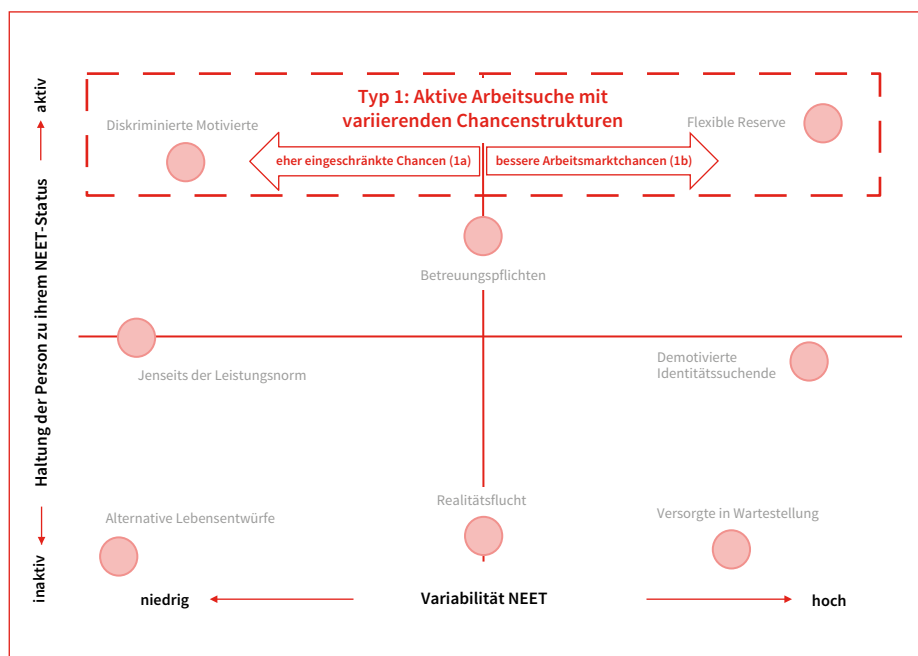 Typ 1: Aktive Arbeitsuche mit
variierenden Chancenstrukturen
Diskriminierte Motivierte
Flexible Reserve
eher eingeschränkte Chancen (1a)
bessere Arbeitsmarktchancen (1b)
Betreuungspflichten
Jenseits der Leistungsnorm
Demotivierte
Identitätssuchende
Alternative Lebensentwürfe
Realitätsflucht
Versorgte in Wartestellung
aktiv
Haltung der Person zu ihrem NEET-Status
inaktiv
niedrig
Variabilität NEET
hoch